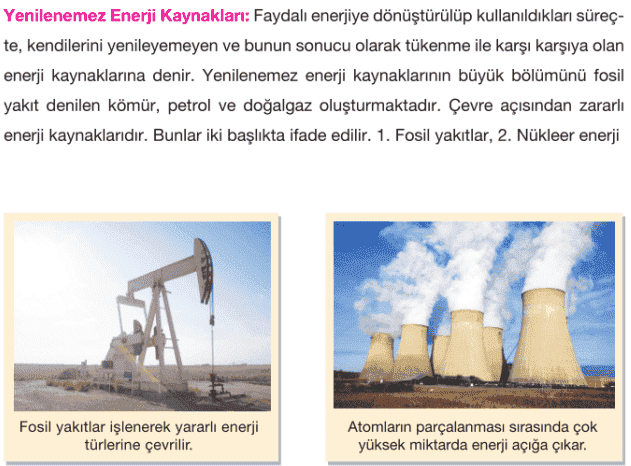 Yenilenemez Enerji Kaynakları: Faydalı enerjiye dönüştürülüp kullanıldıkları süreç-
te, kendilerini yenileyemeyen ve bunun sonucu olarak tükenme ile karşı karşıya olan
enerji kaynaklarına denir. Yenilenemez enerji kaynaklarının büyük bölümünü fosil
yakıt denilen kömür, petrol ve doğalgaz oluşturmaktadır. Çevre açısından zararlı
enerji kaynaklarıdır. Bunlar iki başlıkta ifade edilir. 1. Fosil yakıtlar, 2. Nükleer enerji
Fosil yakıtlar işlenerek yararlı enerji
türlerine çevrilir.
Atomların parçalanması sırasında çok
yüksek miktarda enerji açığa çıkar.